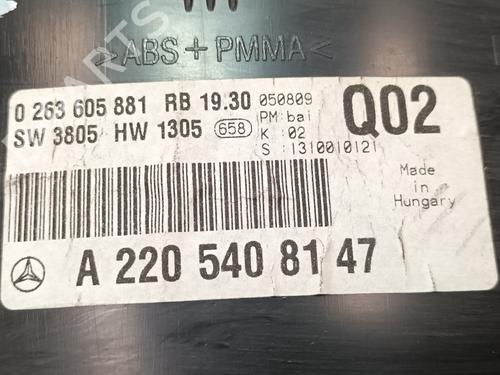 >ABS+PMMA<
0 263 605 881 RB 19.30 050809 Q02
SW 3805 HW 1305 658 PM: bai
K : 02
S : 1310010121
Made in Hungary
A 220 540 81 47
PARTS